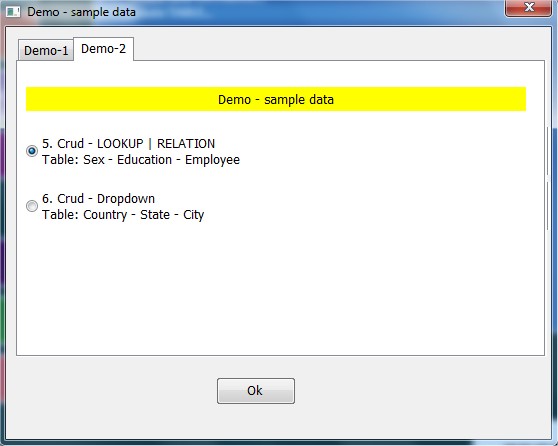 Demo - sample data
Demo-1
Demo-2
Demo - sample data
5. Crud - LOOKUP | RELATION
Table: Sex - Education - Employee
6. Crud - Dropdown
Table: Country - State - City
Ok